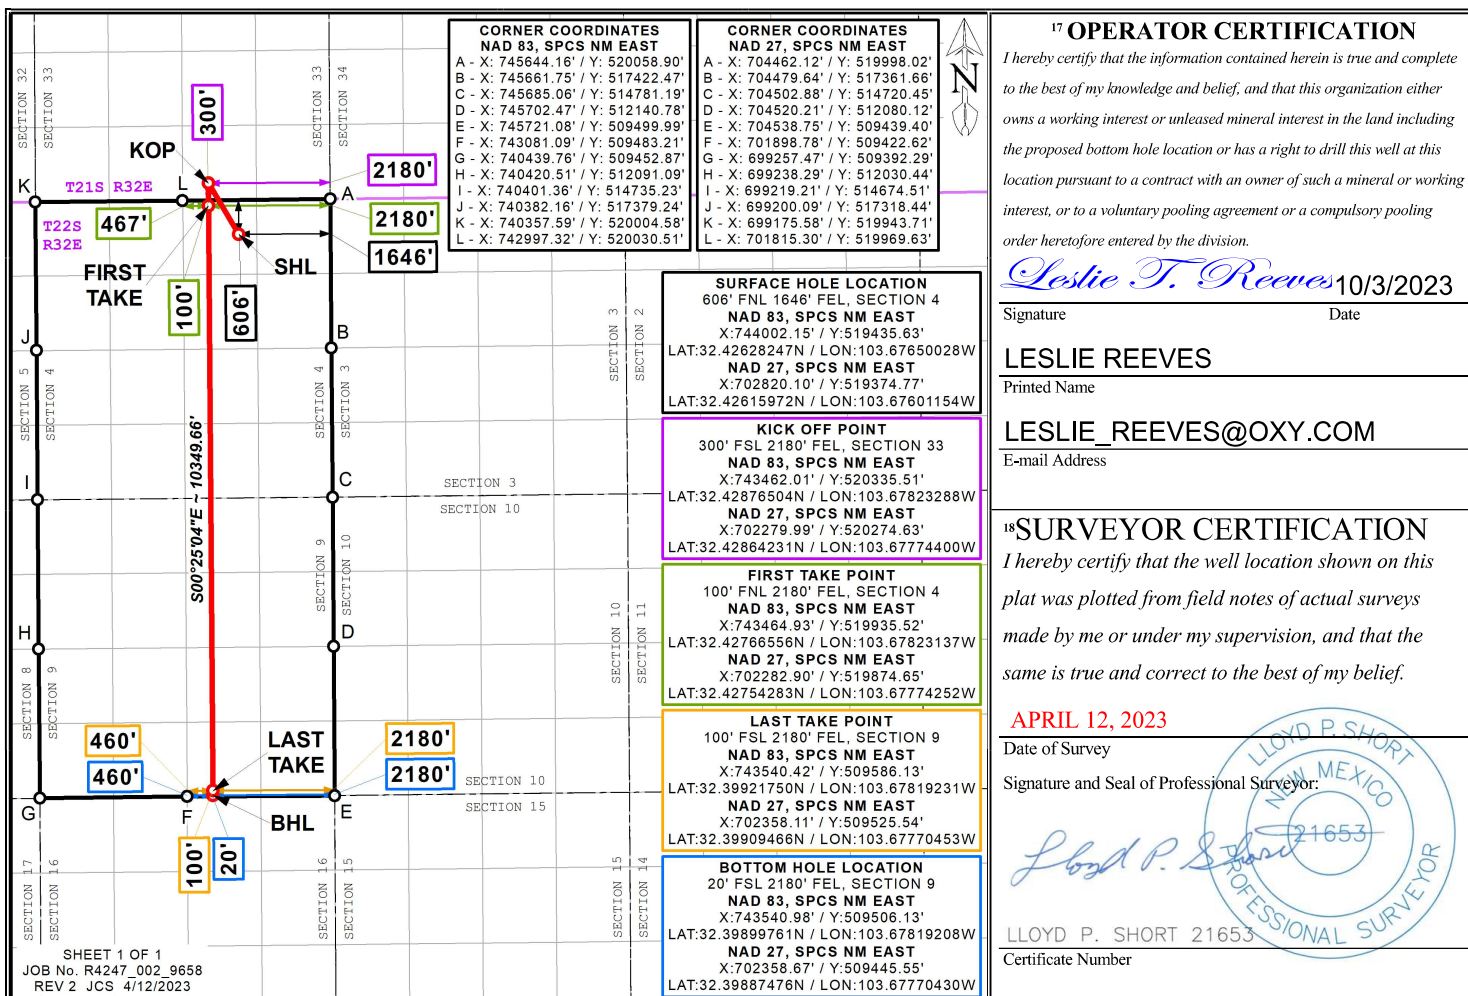 SECTION 32
SECTION 33
SECTION 33
SECTION 34
300'
KOP
2180'
K
T21S R32E
L
A
467'
2180'
T22S
R32E
1646'
FIRST
TAKE
SHL
100'
606'
J
B
SECTION 5
SECTION 4
SECTION 4
SECTION 3
SECTION 3
SECTION 2
S00°25'04"E ~ 10349.66'
I
C
SECTION 3
SECTION 10
SECTION 9
SECTION 10
SECTION 10
SECTION 11
H
D
SECTION 8
SECTION 9
460'
LAST
TAKE
2180'
460'
2180'
SECTION 10
SECTION 15
G
F
BHL
E
100'
20'
SECTION 17
SECTION 16
SECTION 16
SECTION 15
SECTION 15
SECTION 14
SHEET 1 OF 1
JOB No. R4247_002_9658
REV 2 JCS 4/12/2023
CORNER COORDINATES
NAD 83, SPCS NM EAST
A - X: 745644.16' / Y: 520058.90'
B - X: 745661.75' / Y: 517422.47'
C - X: 745685.06' / Y: 514781.19'
D - X: 745702.47' / Y: 512140.78'
E - X: 745721.08' / Y: 509499.99'
F - X: 743081.09' / Y: 509483.21'
G - X: 740439.76' / Y: 509452.87'
H - X: 740420.51' / Y: 512091.09'
I - X: 740401.36' / Y: 514735.23'
J - X: 740382.16' / Y: 517379.24'
K - X: 740357.59' / Y: 520004.58'
L - X: 742997.32' / Y: 520030.51'
CORNER COORDINATES
NAD 27, SPCS NM EAST
A - X: 704462.12' / Y: 519998.02'
B - X: 704479.64' / Y: 517361.66'
C - X: 704502.88' / Y: 514720.45'
D - X: 704520.21' / Y: 512080.12'
E - X: 704538.75' / Y: 509439.40'
F - X: 701898.78' / Y: 509422.62'
G - X: 699257.47' / Y: 509392.29'
H - X: 699238.29' / Y: 512030.44'
I - X: 699219.21' / Y: 514674.51'
J - X: 699200.09' / Y: 517318.44'
K - X: 699175.58' / Y: 519943.71'
L - X: 701815.30' / Y: 519969.63'
N
SURFACE HOLE LOCATION
606' FNL 1646' FEL, SECTION 4
NAD 83, SPCS NM EAST
X:744002.15' / Y:519435.63'
LAT:32.42628247N / LON:103.67650028W
NAD 27, SPCS NM EAST
X:702820.10' / Y:519374.77'
LAT:32.42615972N / LON:103.67601154W
KICK OFF POINT
300' FSL 2180' FEL, SECTION 33
NAD 83, SPCS NM EAST
X:743462.01' / Y:520335.51'
LAT:32.42876504N / LON:103.67823288W
NAD 27, SPCS NM EAST
X:702279.99' / Y:520274.63'
LAT:32.42864231N / LON:103.67774400W
FIRST TAKE POINT
100' FNL 2180' FEL, SECTION 4
NAD 83, SPCS NM EAST
X:743464.93' / Y:519935.52'
LAT:32.42766556N / LON:103.67823137W
NAD 27, SPCS NM EAST
X:702282.90' / Y:519874.65'
LAT:32.42754283N / LON:103.67774252W
LAST TAKE POINT
100' FSL 2180' FEL, SECTION 9
NAD 83, SPCS NM EAST
X:743540.42' / Y:509586.13'
LAT:32.39921750N / LON:103.67819231W
NAD 27, SPCS NM EAST
X:702358.11' / Y:509525.54'
LAT:32.39909466N / LON:103.67770453W
BOTTOM HOLE LOCATION
20' FSL 2180' FEL, SECTION 9
NAD 83, SPCS NM EAST
X:743540.98' / Y:509506.13'
LAT:32.39899761N / LON:103.67819208W
NAD 27, SPCS NM EAST
X:702358.67' / Y:509445.55'
LAT:32.39887476N / LON:103.67770430W
17 OPERATOR CERTIFICATION
I hereby certify that the information contained herein is true and complete
to the best of my knowledge and belief, and that this organization either
owns a working interest or unleased mineral interest in the land including
the proposed bottom hole location or has a right to drill this well at this
location pursuant to a contract with an owner of such a mineral or working
interest, or to a voluntary pooling agreement or a compulsory pooling
order heretofore entered by the division.
Leslie T. Reeves 10/3/2023
Signature Date
LESLIE REEVES
Printed Name
LESLIE_REEVES@OXY.COM
E-mail Address
18 SURVEYOR CERTIFICATION
I hereby certify that the well location shown on this
plat was plotted from field notes of actual surveys
made by me or under my supervision, and that the
same is true and correct to the best of my belief.
APRIL 12, 2023
Date of Survey
Signature and Seal of Professional Surveyor:
LLOYD P. SHORT
NEW MEXICO
21653
PROFESSIONAL SURVEYOR
Lloyd P. Short
LLOYD P. SHORT 21653
Certificate Number